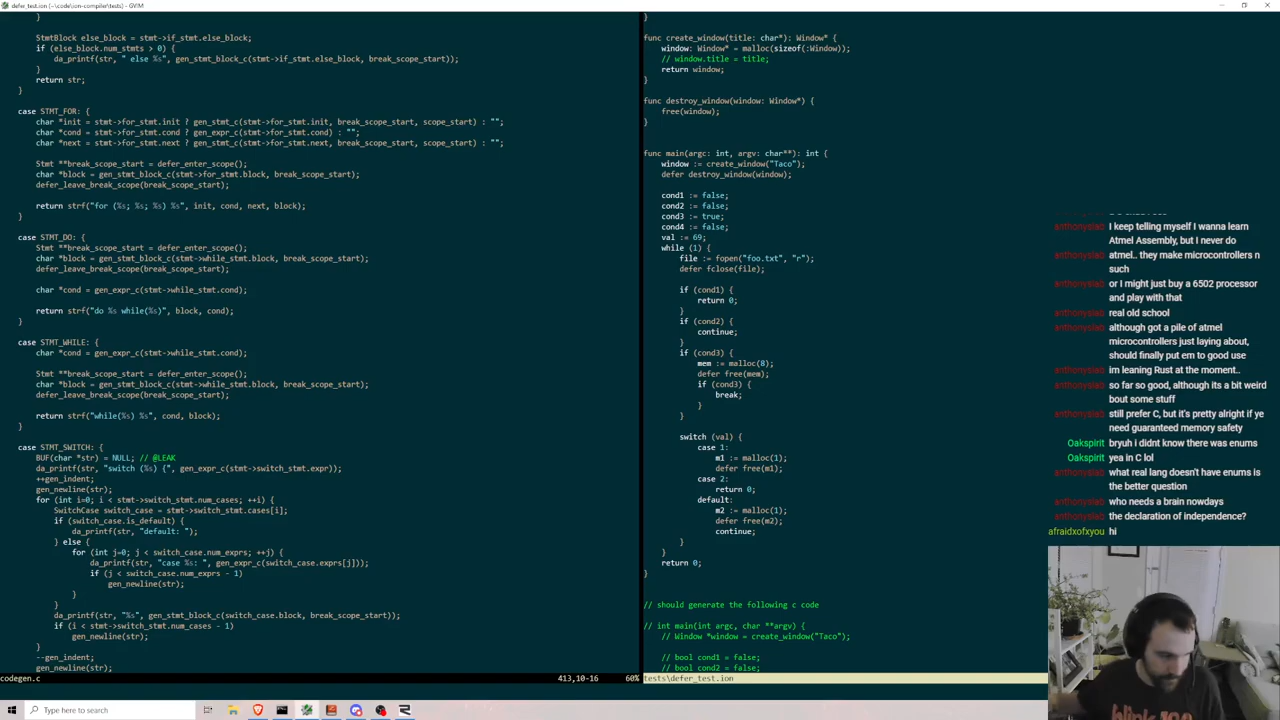 defer_test.ion (~\code\ion-compiler\tests) - GVIM
}
StmtBlock else_block = stmt->if_stmt.else_block;
if (else_block.num_stmts > 0) {
da_printf(str, " else %s", gen_stmt_block_c(stmt->if_stmt.else_block, break_scope_start));
}
return str;
}
case STMT_FOR: {
char *init = stmt->for_stmt.init ? gen_stmt_c(stmt->for_stmt.init, break_scope_start, scope_start) : "";
char *cond = stmt->for_stmt.cond ? gen_expr_c(stmt->for_stmt.cond) : "";
char *next = stmt->for_stmt.next ? gen_stmt_c(stmt->for_stmt.next, break_scope_start, scope_start) : "";
Stmt **break_scope_start = defer_enter_scope();
char *block = gen_stmt_block_c(stmt->for_stmt.block, break_scope_start);
defer_leave_break_scope(break_scope_start);
return strf("for (%s; %s; %s) %s", init, cond, next, block);
}
case STMT_DO: {
Stmt **break_scope_start = defer_enter_scope();
char *block = gen_stmt_block_c(stmt->while_stmt.block, break_scope_start);
defer_leave_break_scope(break_scope_start);
char *cond = gen_expr_c(stmt->while_stmt.cond);
return strf("do %s while(%s)", block, cond);
}
case STMT_WHILE: {
char *cond = gen_expr_c(stmt->while_stmt.cond);
Stmt **break_scope_start = defer_enter_scope();
char *block = gen_stmt_block_c(stmt->while_stmt.block, break_scope_start);
defer_leave_break_scope(break_scope_start);
return strf("while(%s) %s", cond, block);
}
case STMT_SWITCH: {
BUF(char *str) = NULL; // @LEAK
da_printf(str, "switch (%s) {", gen_expr_c(stmt->switch_stmt.expr));
++gen_indent;
gen_newline(str);
for (int i=0; i < stmt->switch_stmt.num_cases; ++i) {
SwitchCase switch_case = stmt->switch_stmt.cases[i];
if (switch_case.is_default) {
da_printf(str, "default: ");
} else {
for (int j=0; j < switch_case.num_exprs; ++j) {
da_printf(str, "case %s: ", gen_expr_c(switch_case.exprs[j]));
if (j < switch_case.num_exprs - 1)
gen_newline(str);
}
}
da_printf(str, "%s", gen_stmt_block_c(switch_case.block, break_scope_start));
if (i < stmt->switch_stmt.num_cases - 1)
gen_newline(str);
}
--gen_indent;
gen_newline(str);
codegen.c 413,10-16 60%
}
func create_window(title: char*): Window* {
window: Window* = malloc(sizeof(:Window));
// window.title = title;
return window;
}
func destroy_window(window: Window*) {
free(window);
}
func main(argc: int, argv: char**): int {
window := create_window("Taco");
defer destroy_window(window);
cond1 := false;
cond2 := false;
cond3 := true;
cond4 := false;
val := 69;
while (1) {
file := fopen("foo.txt", "r");
defer fclose(file);
if (cond1) {
return 0;
}
if (cond2) {
continue;
}
if (cond3) {
mem := malloc(8);
defer free(mem);
if (cond3) {
break;
}
}
switch (val) {
case 1:
m1 := malloc(1);
defer free(m1);
case 2:
return 0;
default:
m2 := malloc(1);
defer free(m2);
continue;
}
}
return 0;
}
// should generate the following c code
// int main(int argc, char **argv) {
// Window *window = create_window("Taco");
// bool cond1 = false;
// bool cond2 = false;
tests\defer_test.ion
anthonyslab I keep telling myself I wanna learn
Atmel Assembly, but I never do
anthonyslab atmel.. they make microcontrollers n
such
anthonyslab or I might just buy a 6502 processor
and play with that
anthonyslab real old school
anthonyslab although got a pile of atmel
microcontrollers just laying about,
should finally put em to good use
anthonyslab im leaning Rust at the moment..
anthonyslab so far so good, although its a bit weird
bout some stuff
anthonyslab still prefer C, but it's pretty alright if ye
need guaranteed memory safety
Oakspirit bryuh i didnt know there was enums
Oakspirit yea in C lol
anthonyslab what real lang doesn't have enums is
the better question
anthonyslab who needs a brain nowdays
anthonyslab the declaration of independence?
afraidxofxyou hi
Type here to search